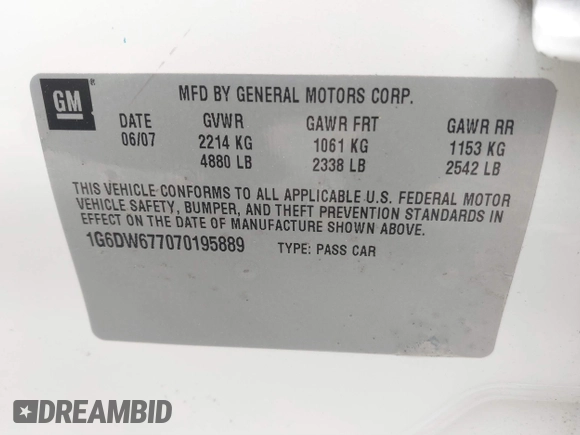 GM
MFD BY GENERAL MOTORS CORP.
DATE GVWR GAWR FRT GAWR RR
06/07 2214 KG 1061 KG 1153 KG
4880 LB 2338 LB 2542 LB
THIS VEHICLE CONFORMS TO ALL APPLICABLE U.S. FEDERAL MOTOR
VEHICLE SAFETY, BUMPER, AND THEFT PREVENTION STANDARDS IN
EFFECT ON THE DATE OF MANUFACTURE SHOWN ABOVE.
1G6DW677070195889 TYPE: PASS CAR
DREAMBID